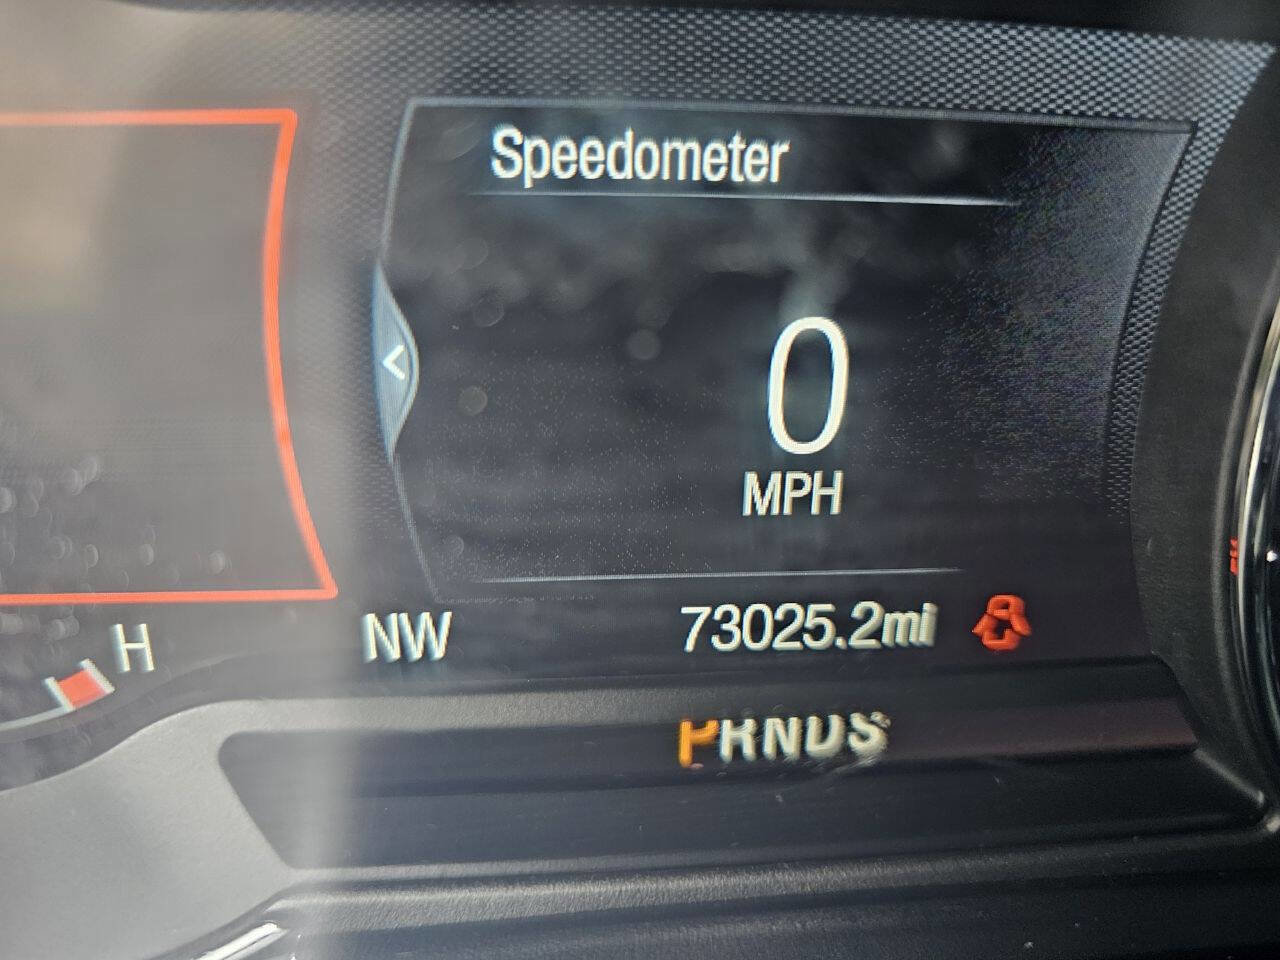 Speedometer
<
0
MPH
H
NW 73025.2mi
PRNDS